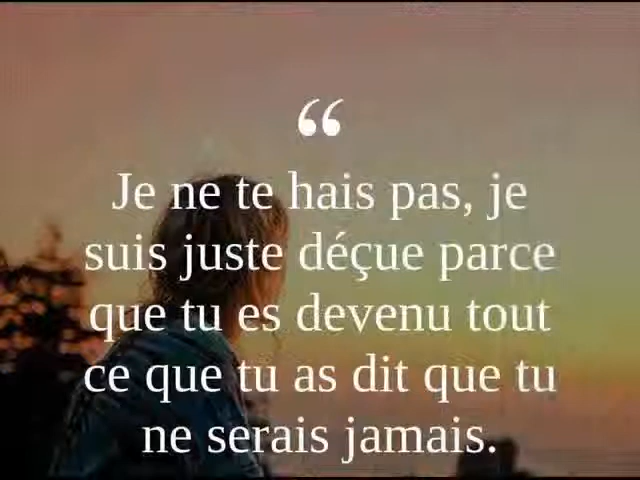 “
Je ne te hais pas, je
suis juste déçue parce
que tu es devenu tout
ce que tu as dit que tu
ne serais jamais.